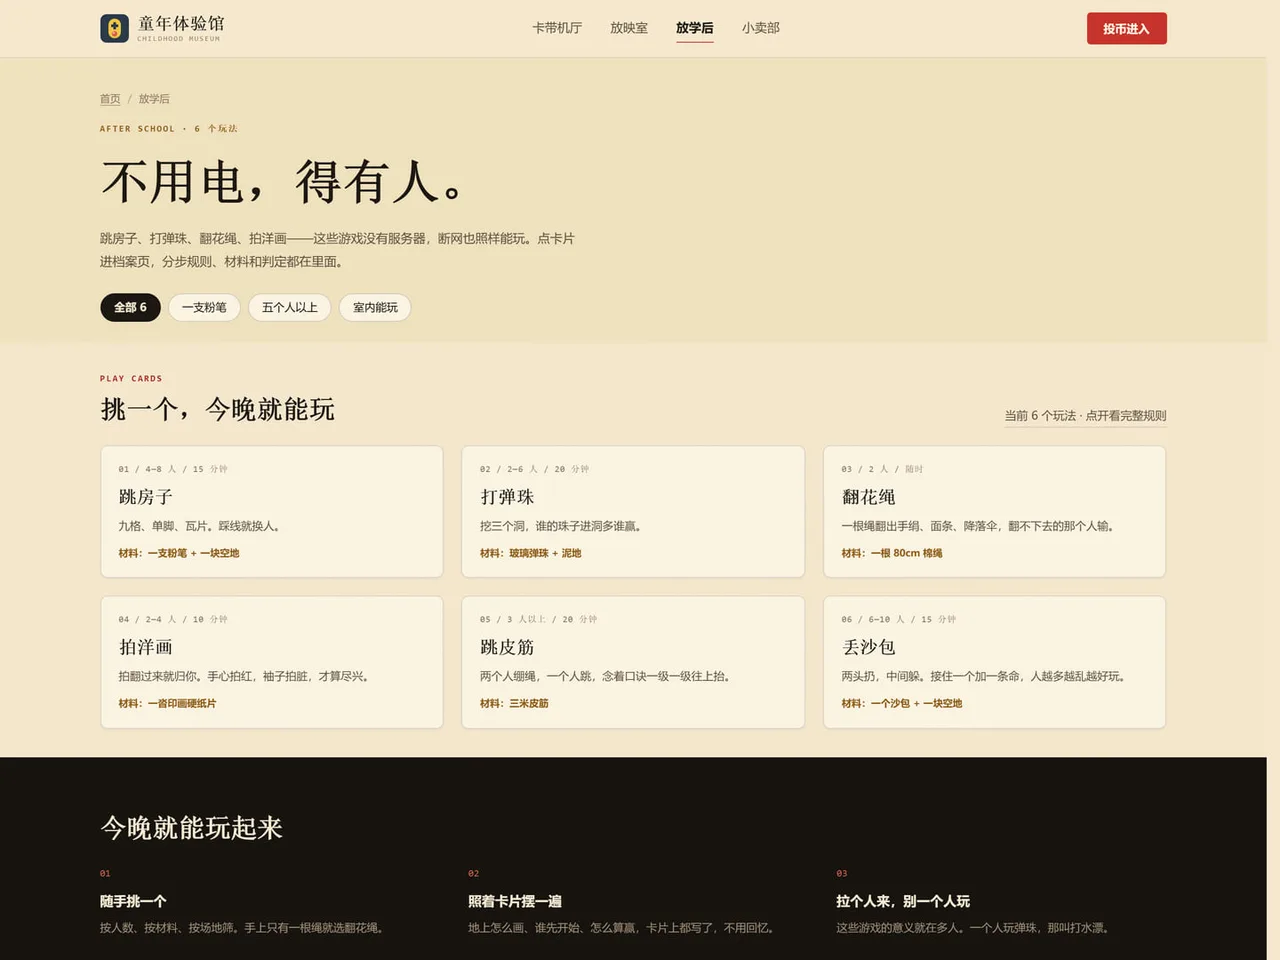 童年体验馆
CHILDHOOD MUSEUM
卡带机厅
放映室
放学后
小卖部
投币进入
首页 / 放学后
AFTER SCHOOL · 6 个玩法
不用电，得有人。
跳房子、打弹珠、翻花绳、拍洋画——这些游戏没有服务器，断网也照样能玩。点卡片
进档案页，分步规则、材料和判定都在里面。
全部 6
一支粉笔
五个人以上
室内能玩
PLAY CARDS
挑一个，今晚就能玩
当前 6 个玩法 · 点开看完整规则
01 / 4–8 人 / 15 分钟
跳房子
九格、单脚、瓦片。踩线就换人。
材料：一支粉笔 + 一块空地
02 / 2–6 人 / 20 分钟
打弹珠
挖三个洞，谁的珠子进洞多谁赢。
材料：玻璃弹珠 + 泥地
03 / 2 人 / 随时
翻花绳
一根绳翻出手绢、面条、降落伞，翻不下去的那个人输。
材料：一根 80cm 棉绳
04 / 2–4 人 / 10 分钟
拍洋画
拍翻过来就归你。手心拍红，袖子拍脏，才算尽兴。
材料：一沓印画硬纸片
05 / 3 人以上 / 20 分钟
跳皮筋
两个人绷绳，一个人跳，念着口诀一级一级往上抬。
材料：三米皮筋
06 / 6–10 人 / 15 分钟
丢沙包
两头扔，中间躲。接住一个加一条命，人越多越乱越好玩。
材料：一个沙包 + 一块空地
今晚就能玩起来
01
随手挑一个
按人数、按材料、按场地筛。手上只有一根绳就选翻花绳。
02
照着卡片摆一遍
地上怎么画、谁先开始、怎么算赢，卡片上都写了，不用回忆。
03
拉个人来，别一个人玩
这些游戏的意义就在多人。一个人玩弹珠，那叫打水漂。